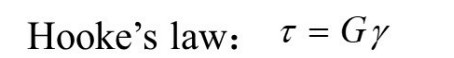 Hooke’s law： τ = Gγ